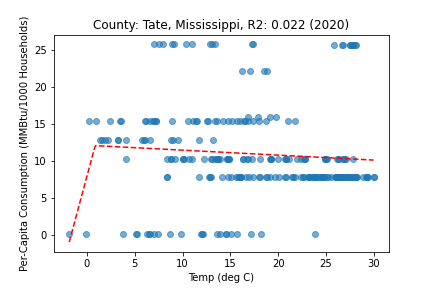 County: Tate, Mississippi, R2: 0.022 (2020)
Per-Capita Consumption (MMBtu/1000 Households)
25
20
15
10
5
0
0 5 10 15 20 25 30
Temp (deg C)